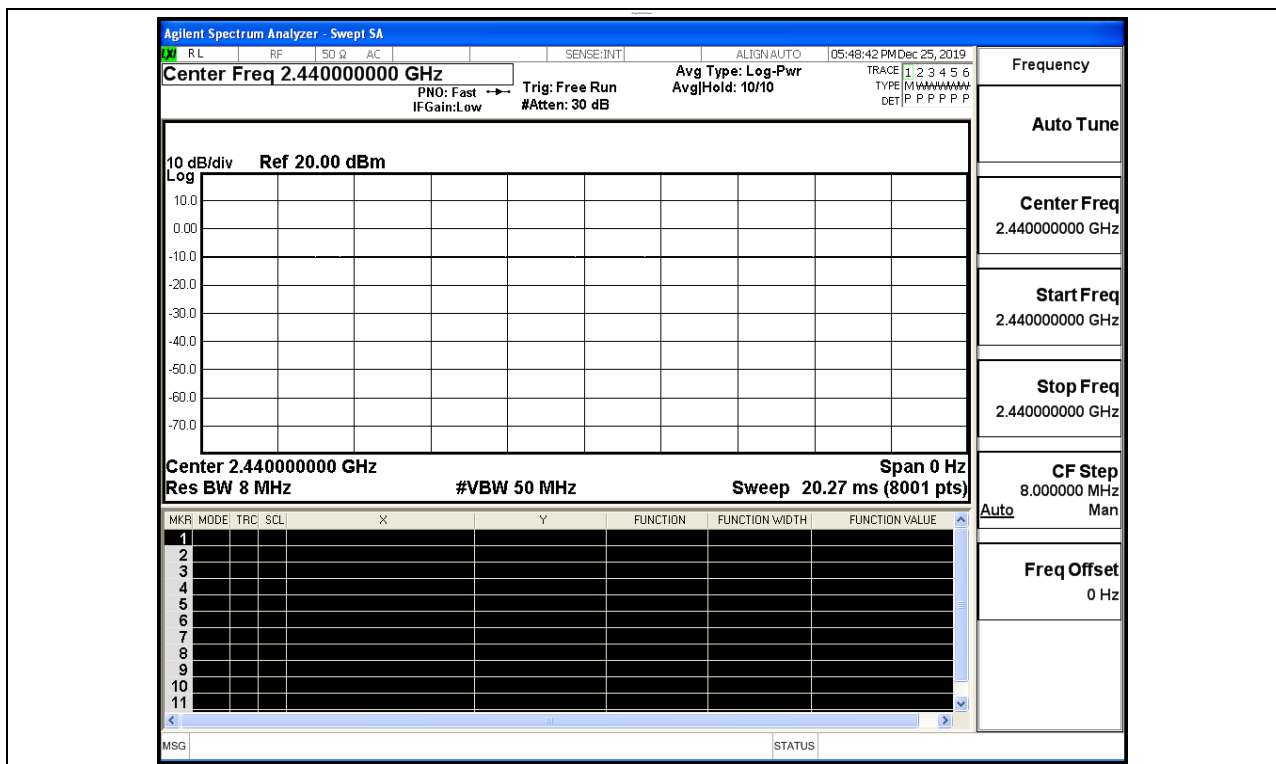 Agilent Spectrum Analyzer - Swept SA
LXI RL RF 50 Ω AC SENSE:INT ALIGN AUTO 05:48:42 PM Dec 25, 2019
Center Freq 2.440000000 GHz
PNO: Fast
IFGain:Low
Trig: Free Run
#Atten: 30 dB
Avg Type: Log-Pwr
Avg|Hold: 10/10
TRACE 1 2 3 4 5 6
TYPE M WWWWW
DET P P P P P P
10 dB/div Ref 20.00 dBm
Log
10.0
0.00
-10.0
-20.0
-30.0
-40.0
-50.0
-60.0
-70.0
Center 2.440000000 GHz Span 0 Hz
Res BW 8 MHz #VBW 50 MHz Sweep 20.27 ms (8001 pts)
MKR MODE TRC SCL X Y FUNCTION FUNCTION WIDTH FUNCTION VALUE
1
2
3
4
5
6
7
8
9
10
11
MSG STATUS
Frequency
Auto Tune
Center Freq
2.440000000 GHz
Start Freq
2.440000000 GHz
Stop Freq
2.440000000 GHz
CF Step
8.000000 MHz
Auto Man
Freq Offset
0 Hz